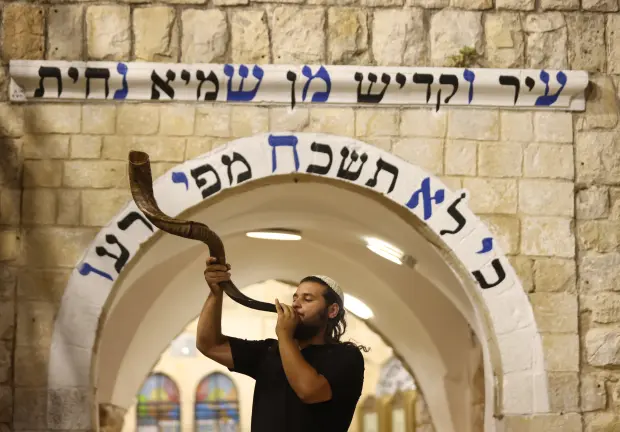 עיר וקדיש מן שמיא נחית
כי לא תשכח מפי זרעו